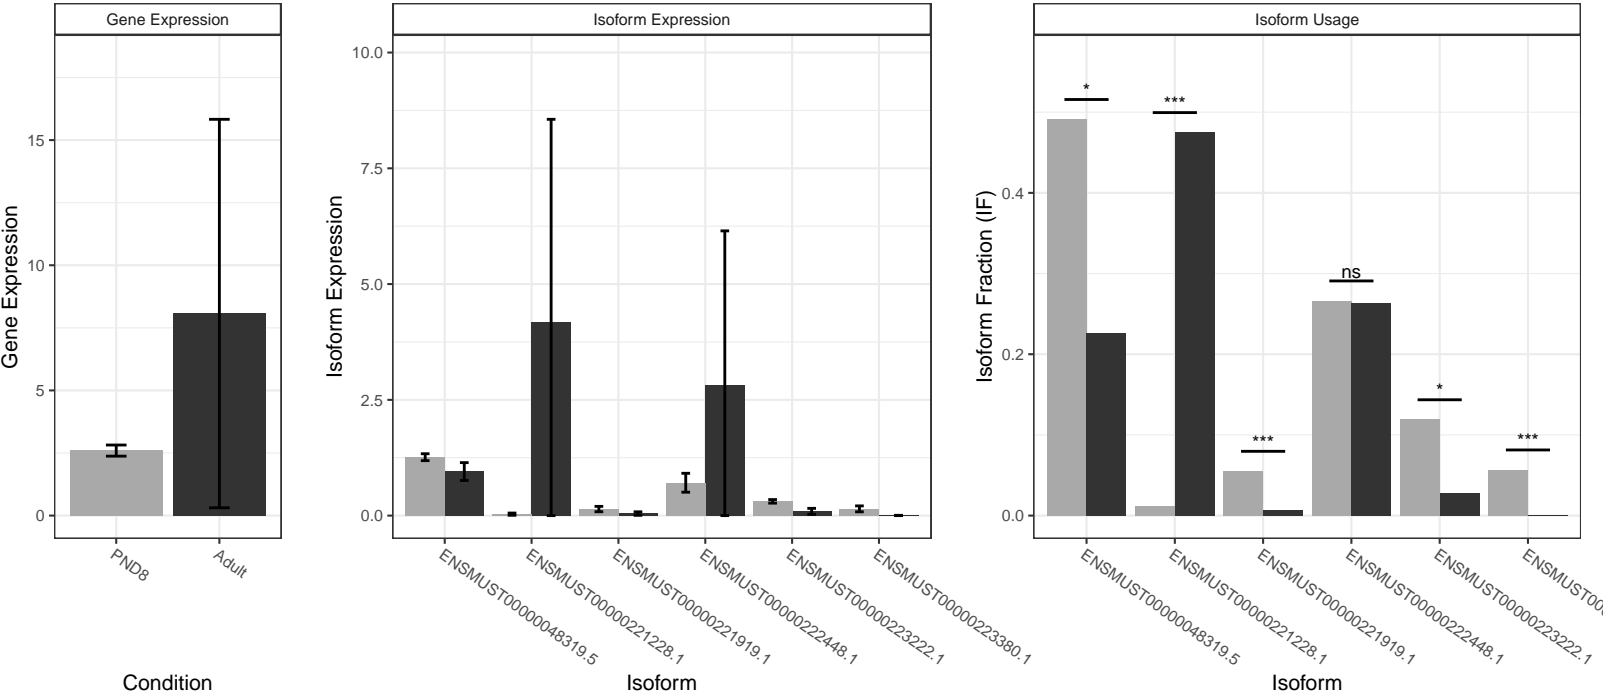 Gene Expression
Isoform Expression
Isoform Usage
Gene Expression
15
10
5
0
PND8
Adult
Condition
Isoform Expression
10.0
7.5
5.0
2.5
0.0
ENSMUST00000048319.5
ENSMUST00000221228.1
ENSMUST00000221919.1
ENSMUST00000222448.1
ENSMUST00000223222.1
ENSMUST00000223380.1
Isoform
Isoform Fraction (IF)
0.4
0.2
0.0
*
***
***
ns
*
***
ENSMUST00000048319.5
ENSMUST00000221228.1
ENSMUST00000221919.1
ENSMUST00000222448.1
ENSMUST00000223222.1
Isoform